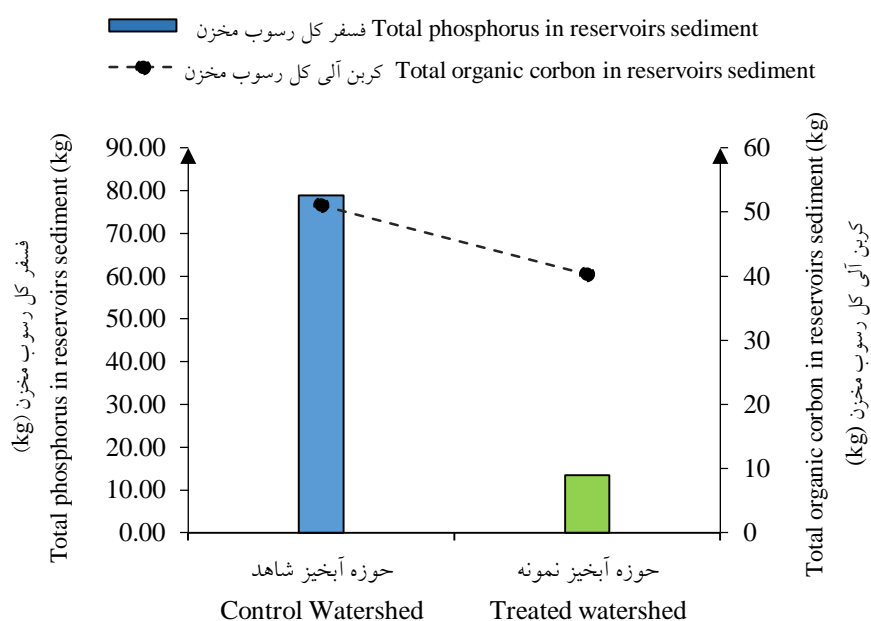 فسفر کل رسوب مخزن Total phosphorus in reservoirs sediment
کربن آلی کل رسوب مخزن Total organic corbon in reservoirs sediment
فسفر کل رسوب مخزن (kg)
Total phosphorus in reservoirs sediment (kg)
90.00
80.00
70.00
60.00
50.00
40.00
30.00
20.00
10.00
0.00
60
50
40
30
20
10
0
Total organic corbon in reservoirs sediment (kg)
کربن آلی کل رسوب مخزن (kg)
حوزه آبخیز شاهد
حوزه آبخیز نمونه
Control Watershed
Treated watershed